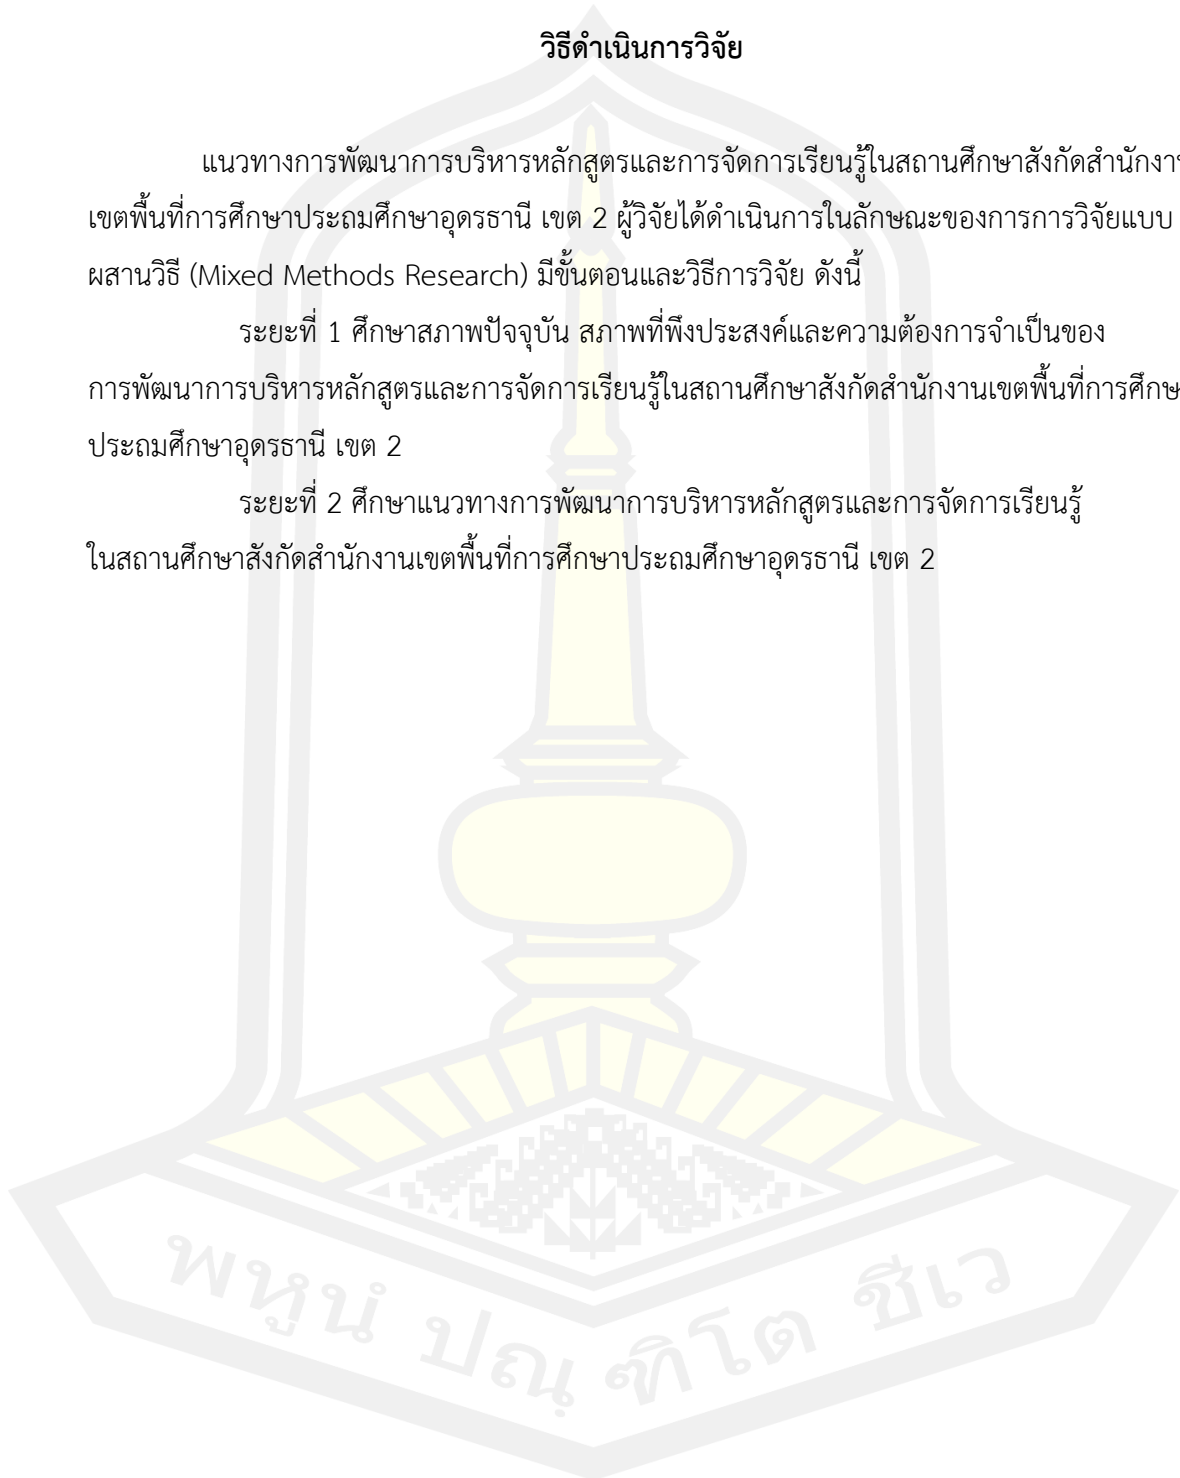 วิธีดำเนินการวิจัย
แนวทางการพัฒนาการบริหารหลักสูตรและการจัดการเรียนรู้ในสถานศึกษาสังกัดสำนักงาน
เขตพื้นที่การศึกษาประถมศึกษาอุดรธานี เขต 2 ผู้วิจัยได้ดำเนินการในลักษณะของการการวิจัยแบบ
ผสานวิธี (Mixed Methods Research) มีขั้นตอนและวิธีการวิจัย ดังนี้
ระยะที่ 1 ศึกษาสภาพปัจจุบัน สภาพที่พึงประสงค์และความต้องการจำเป็นของ
การพัฒนาการบริหารหลักสูตรและการจัดการเรียนรู้ในสถานศึกษาสังกัดสำนักงานเขตพื้นที่การศึกษ
ประถมศึกษาอุดรธานี เขต 2
ระยะที่ 2 ศึกษาแนวทางการพัฒนาการบริหารหลักสูตรและการจัดการเรียนรู้
ในสถานศึกษาสังกัดสำนักงานเขตพื้นที่การศึกษาประถมศึกษาอุดรธานี เขต 2
พหูนํ ปณฺฑิโต ชีเว